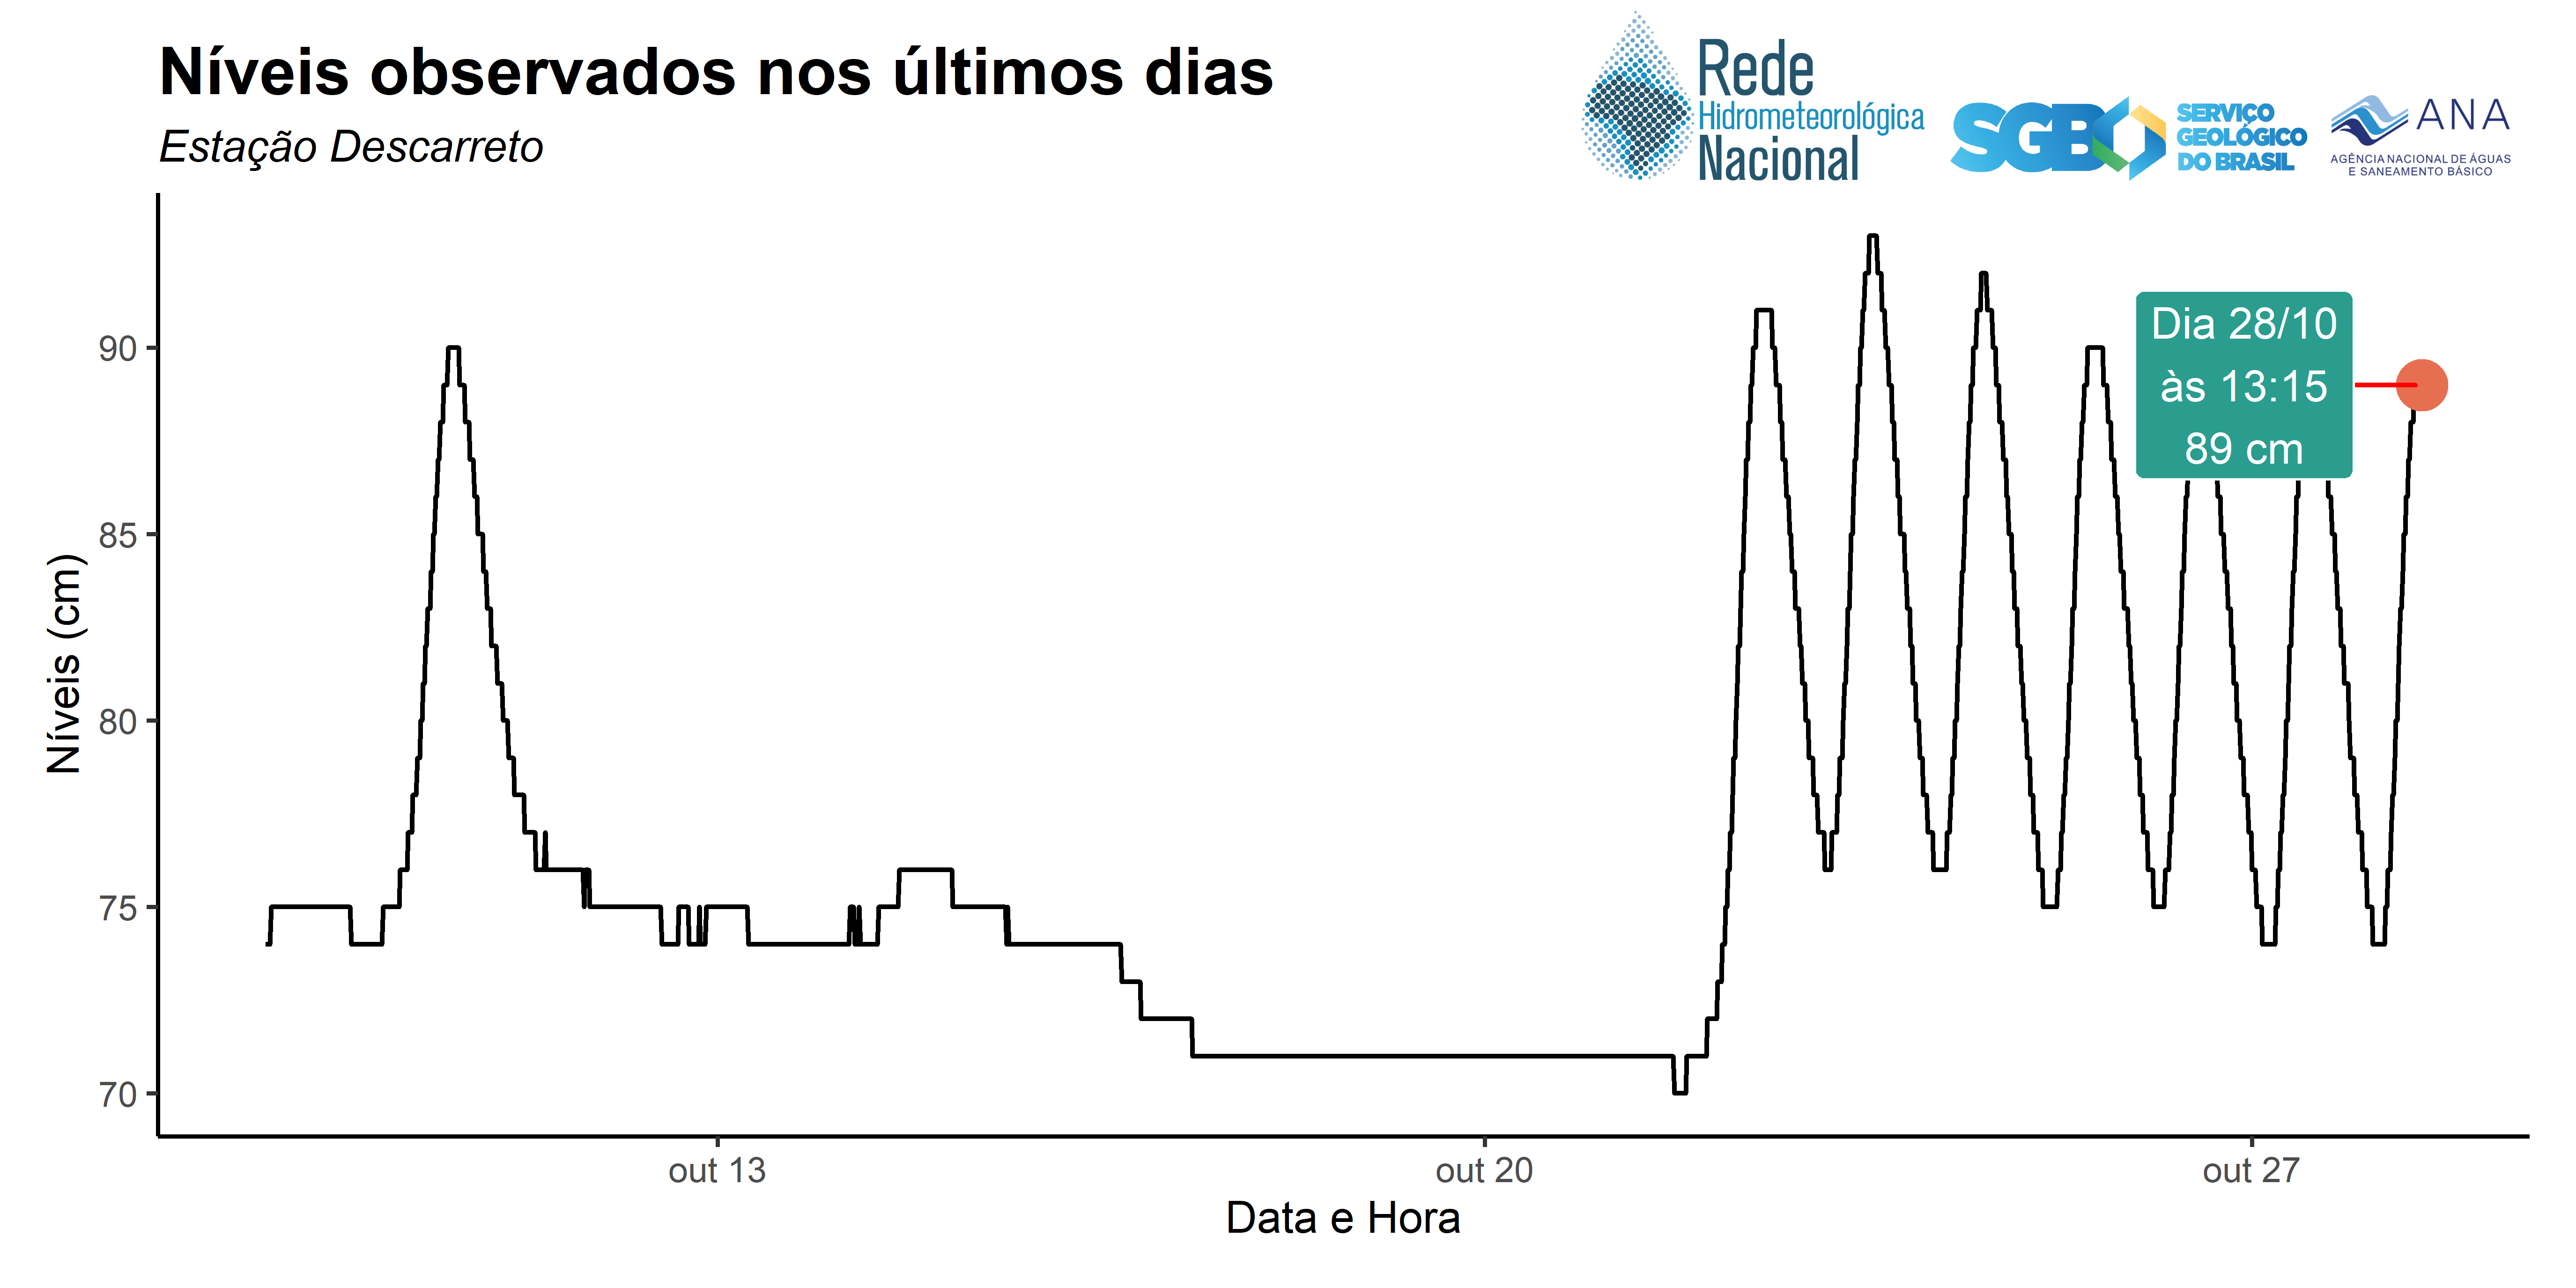 Níveis observados nos últimos dias
Estação Descarreto
Rede
Hidrometeorológica
Nacional
SGB
SERVIÇO
GEOLÓGICO
DO BRASIL
ANA
AGÊNCIA NACIONAL DE ÁGUAS
E SANEAMENTO BÁSICO
Dia 28/10
às 13:15
89 cm
90
85
80
75
70
Níveis (cm)
out 13
out 20
out 27
Data e Hora